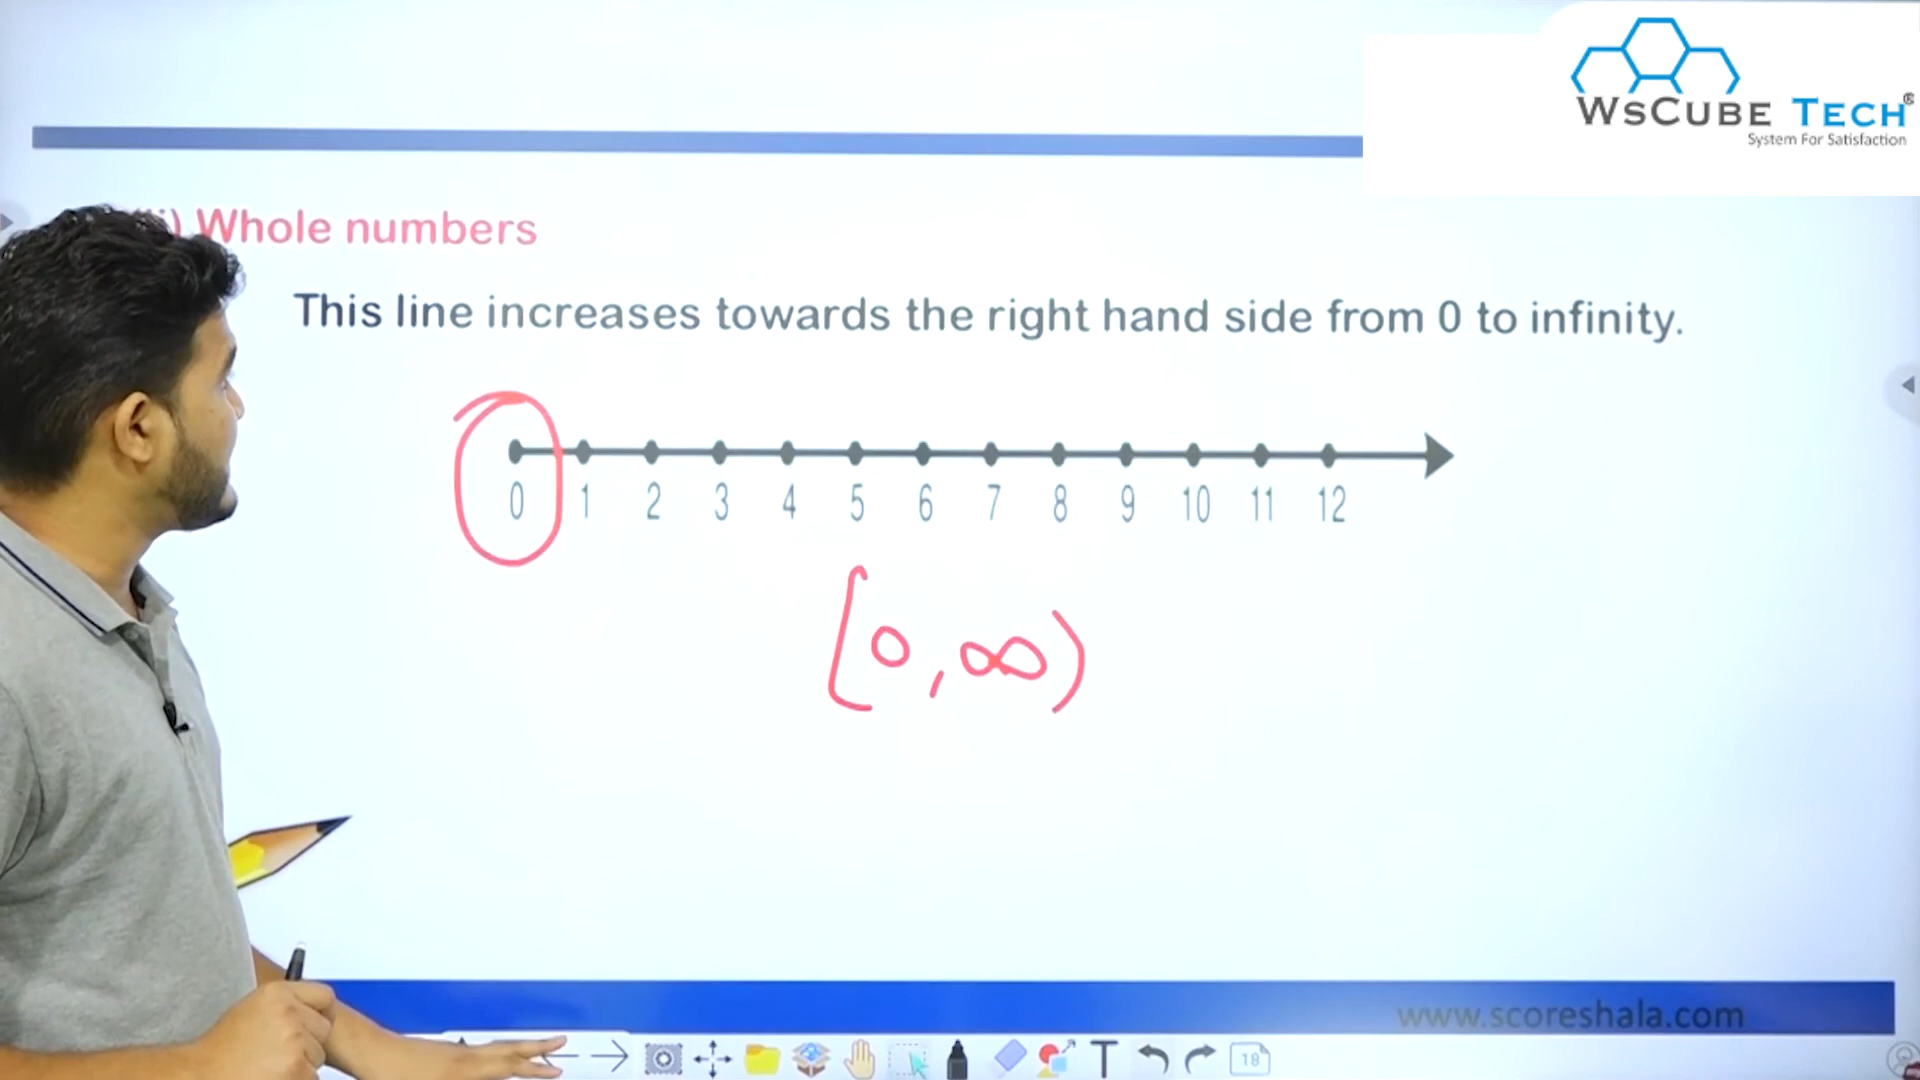 WSCUBE TECH®
System For Satisfaction
) Whole numbers
This line increases towards the right hand side from 0 to infinity.
0 1 2 3 4 5 6 7 8 9 10 11 12
[0,∞)
www.scoreshala.com
T 18